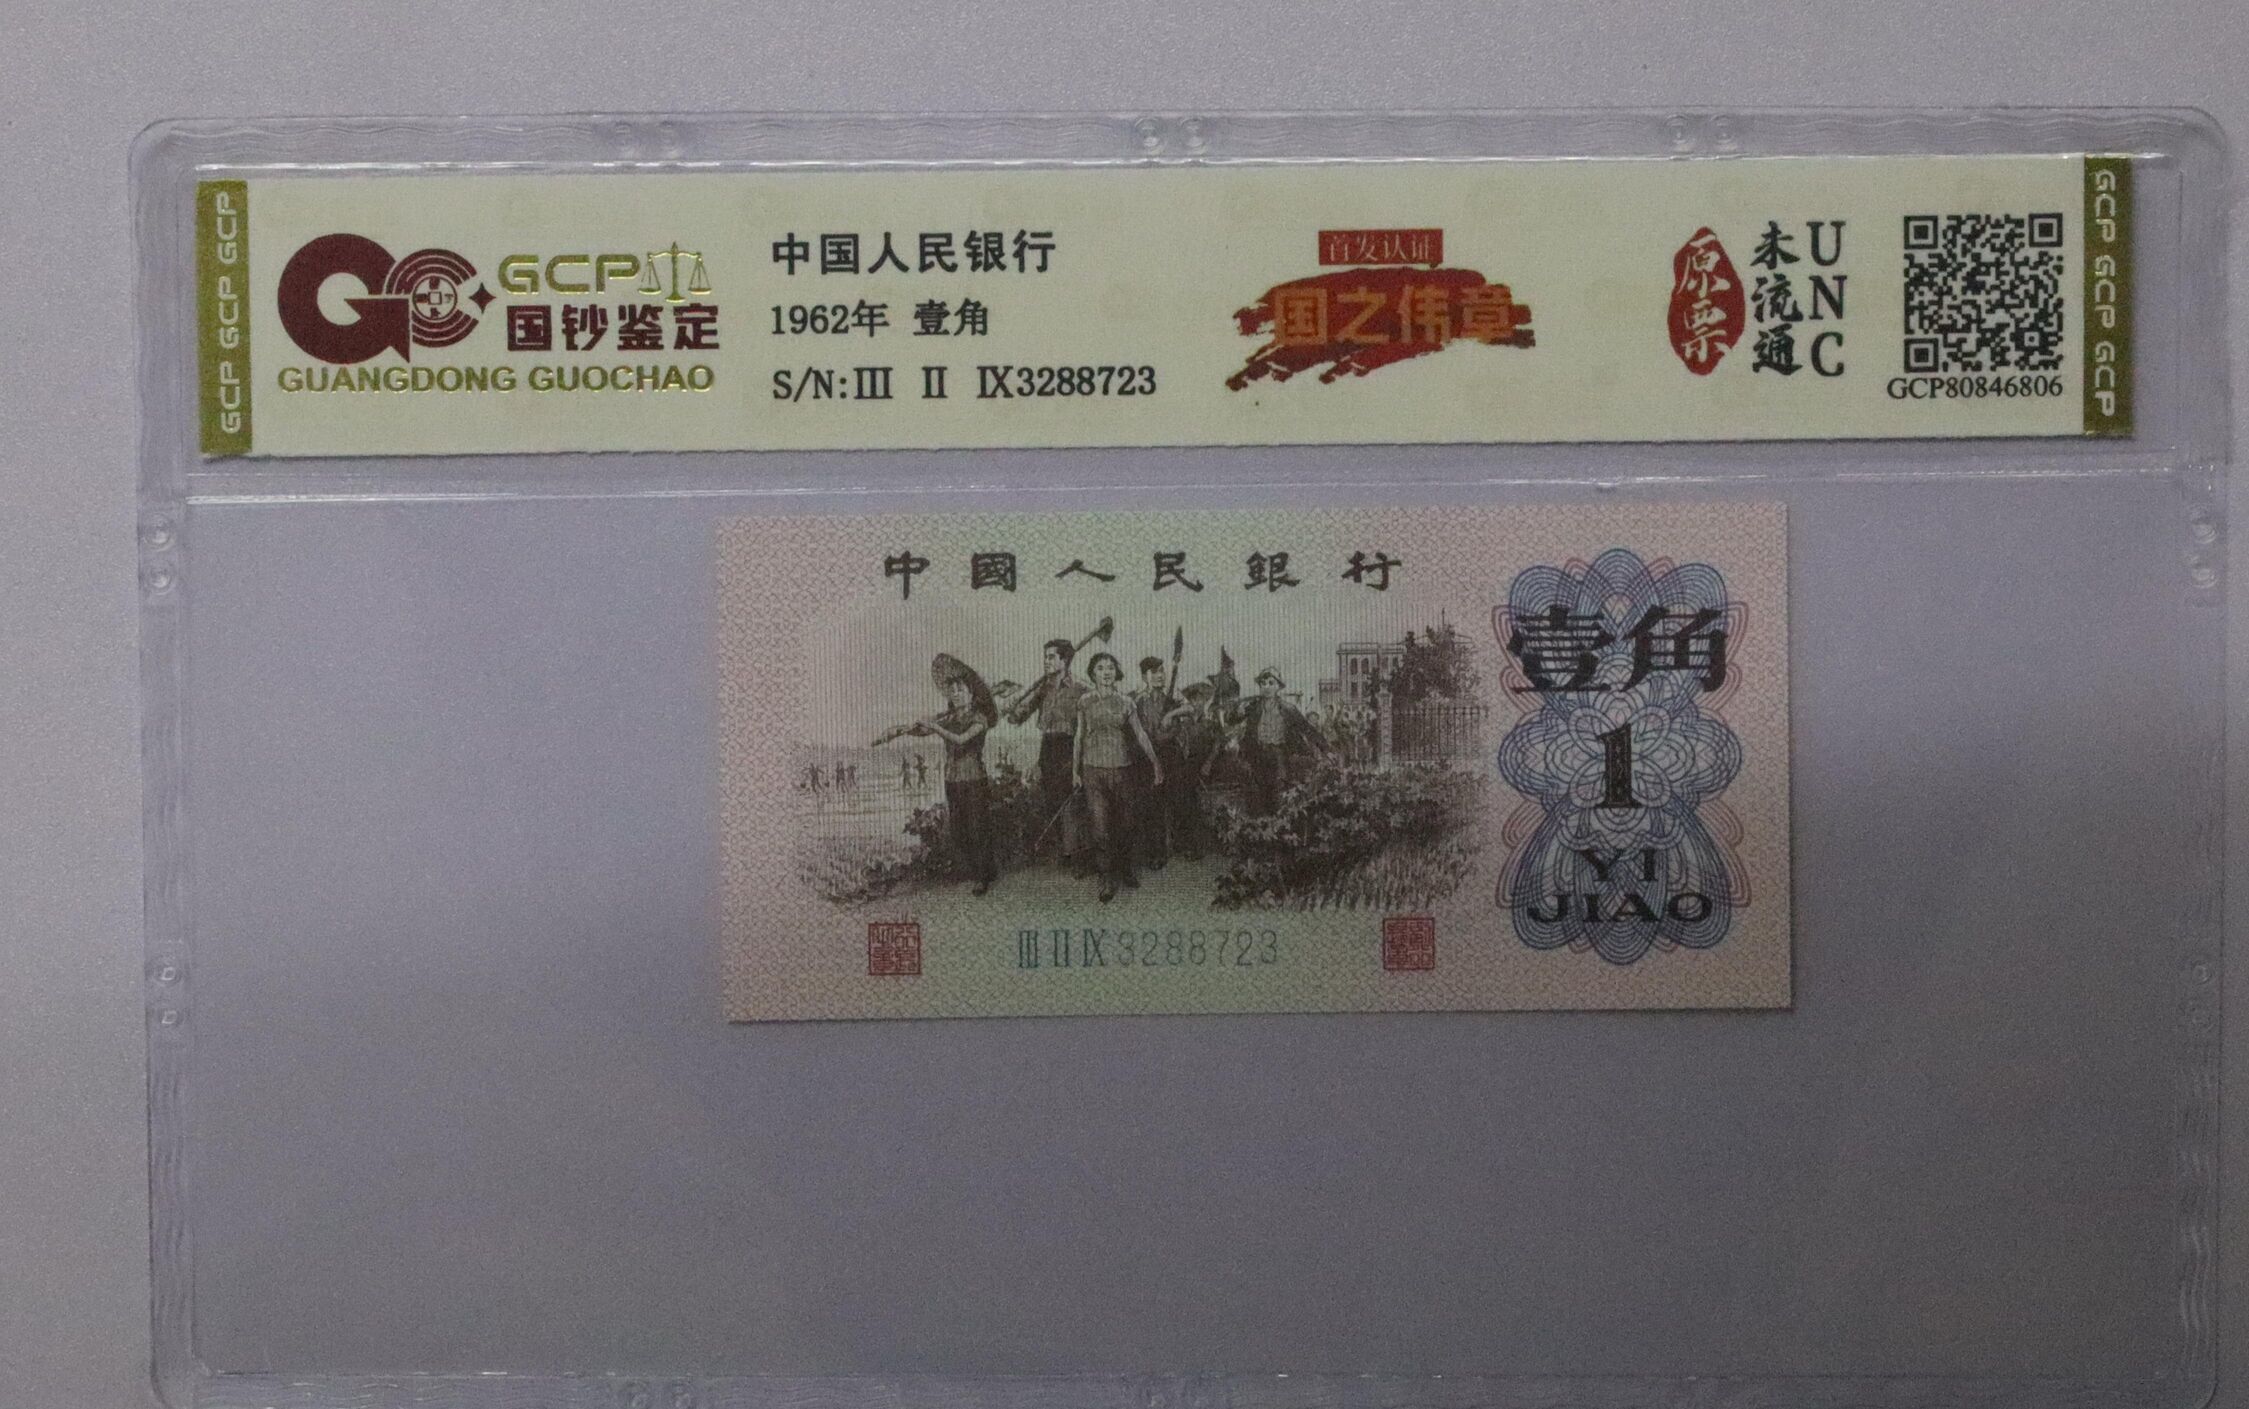 GCP GCP GCP
GCP
国钞鉴定
GUANGDONG GUOCHAO
中国人民银行
1962年 壹角
S/N:Ⅲ Ⅱ Ⅸ3288723
首发认证
国之伟章
原票
未流通
UNC
GCP80846806
GCP GCP GCP
中國人民銀行
壹角
1
YI
JIAO
Ⅲ Ⅱ Ⅸ 3288723